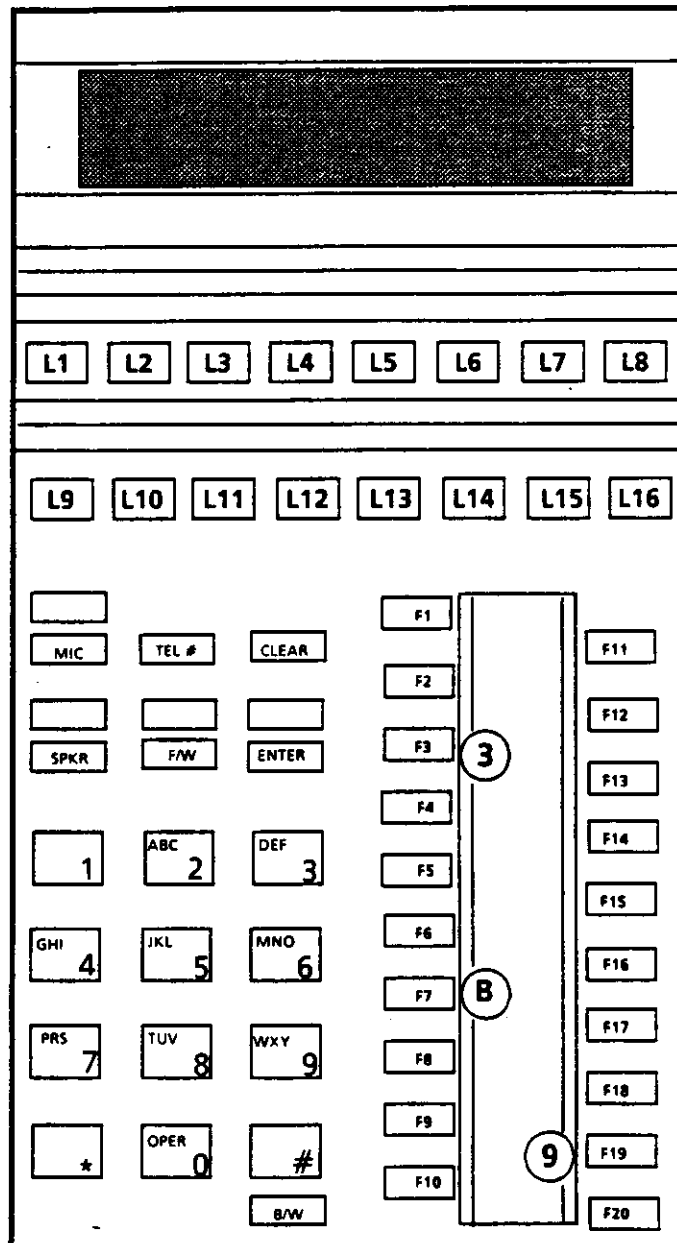 L1 L2 L3 L4 L5 L6 L7 L8
L9 L10 L11 L12 L13 L14 L15 L16
MIC TEL # CLEAR
SPKR F/W ENTER
1 ABC 2 DEF 3
GHI 4 JKL 5 MNO 6
PRS 7 TUV 8 WXY 9
* OPER 0 #
B/W
F1
F2
F3 3
F4
F5
F6
F7 B
F8
F9
F10
F11
F12
F13
F14
F15
F16
F17
F18
9 F19
F20